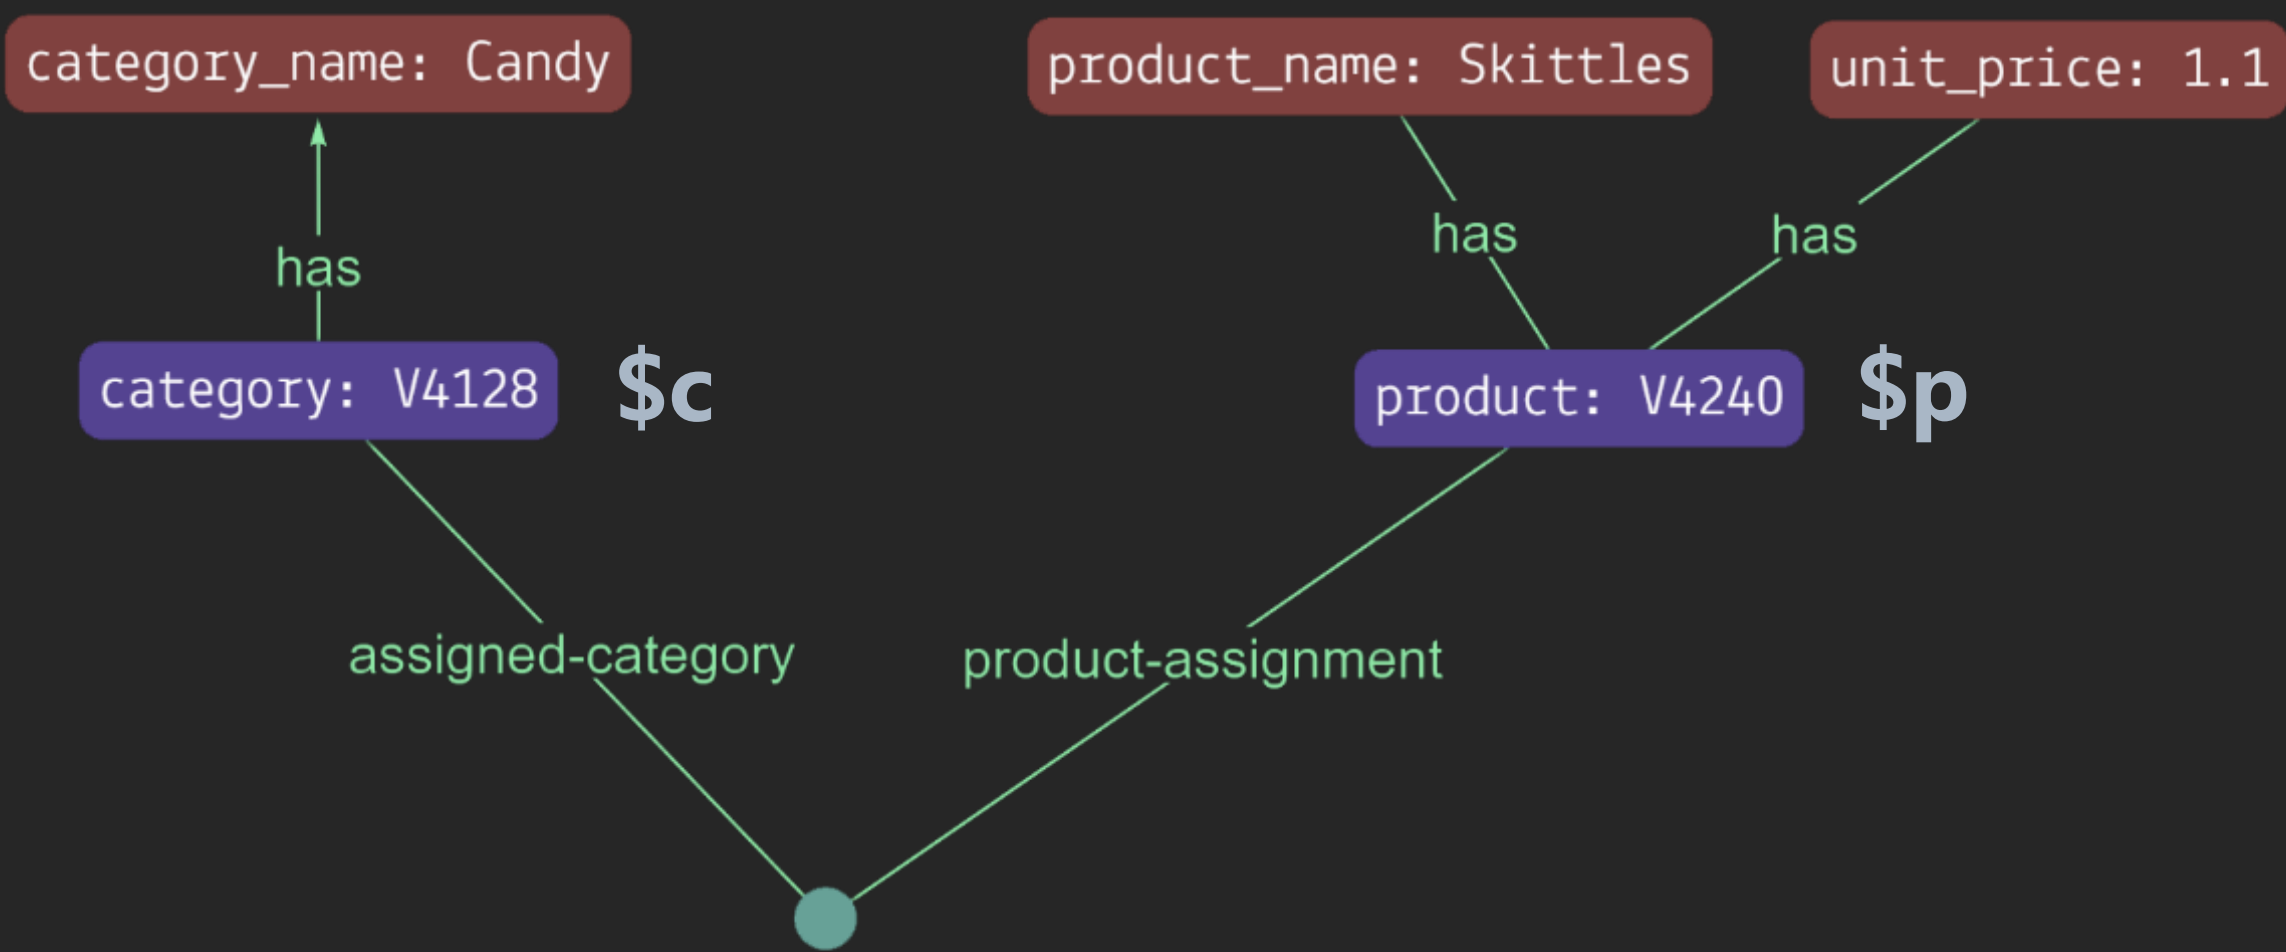 category_name: Candy
product_name: Skittles
unit_price: 1.1
has
has
has
category: V4128
$c
product: V4240
$p
assigned-category
product-assignment